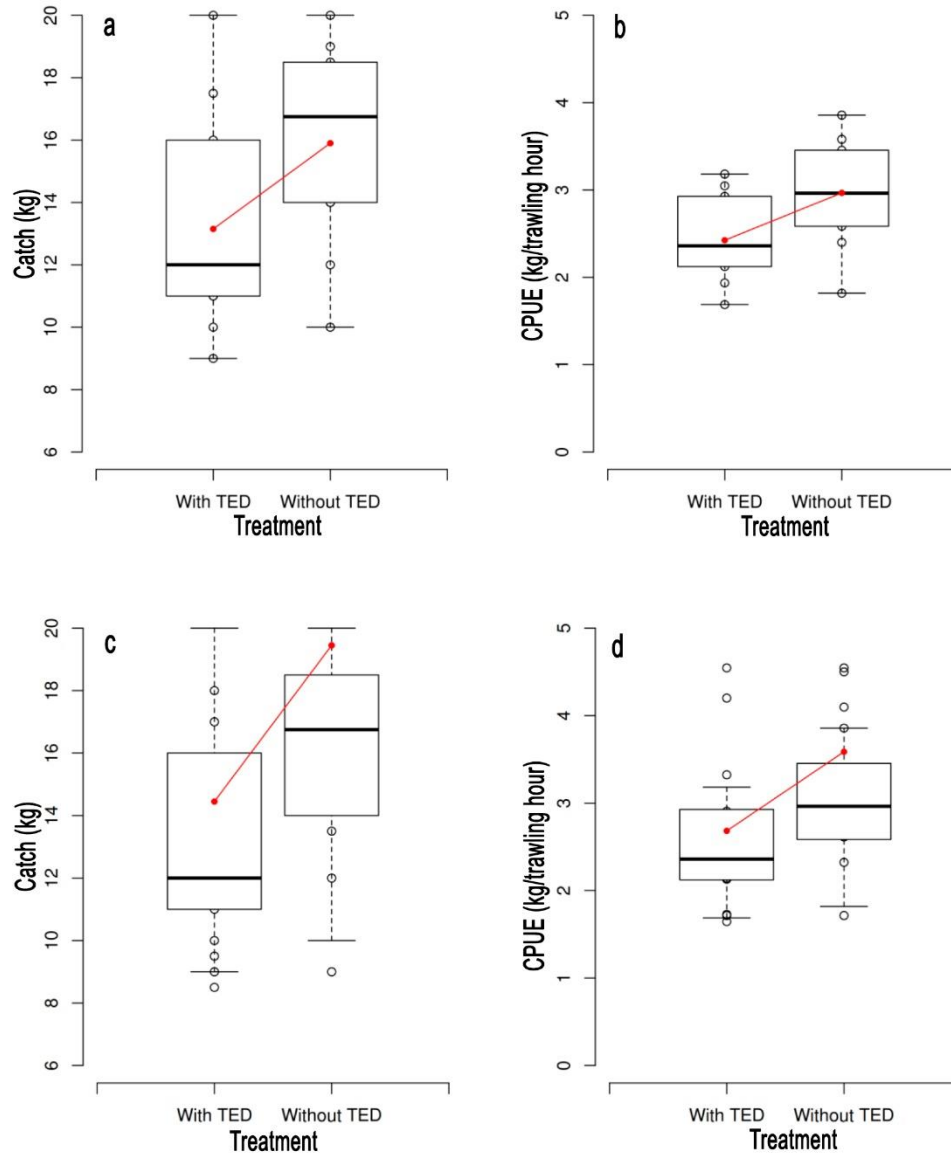 a
Catch (kg)
20
18
16
14
12
10
8
6
With TED Without TED
Treatment
b
CPUE (kg/trawling hour)
5
4
3
2
1
0
With TED Without TED
Treatment
c
Catch (kg)
20
18
16
14
12
10
8
6
With TED Without TED
Treatment
d
CPUE (kg/trawling hour)
5
4
3
2
1
0
With TED Without TED
Treatment